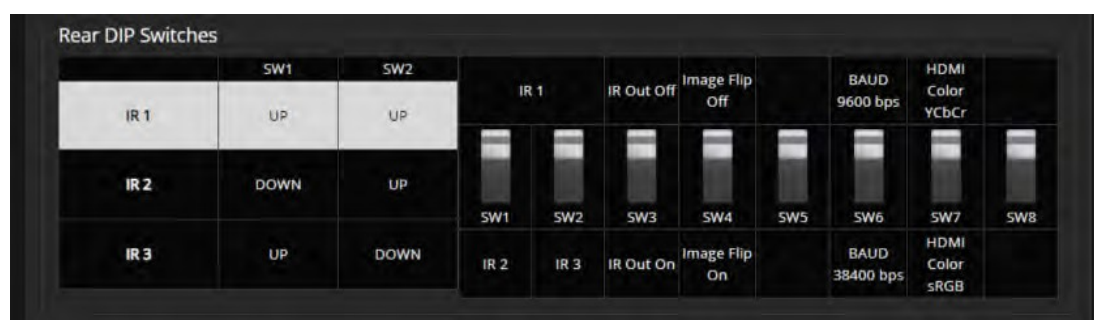 Rear DIP Switches
SW1 SW2
IR 1 UP UP
IR 2 DOWN UP
IR 3 UP DOWN
IR 1 IR Out Off Image Flip Off BAUD 9600 bps HDMI Color YCbCr
SW1 SW2 SW3 SW4 SW5 SW6 SW7 SW8
IR 2 IR 3 IR Out On Image Flip On BAUD 38400 bps HDMI Color sRGB